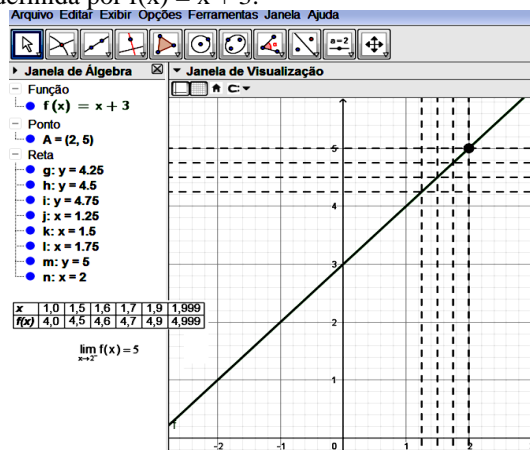 definida por f(x) = x + 3.
Arquivo Editar Exibir Opções Ferramentas Janela Ajuda
a=2
Janela de Álgebra
Janela de Visualização
Função
f (x) = x + 3
Ponto
A = (2, 5)
Reta
g: y = 4.25
h: y = 4.5
i: y = 4.75
j: x = 1.25
k: x = 1.5
l: x = 1.75
m: y = 5
n: x = 2
x 1,0 1,5 1,6 1,7 1,9 1,999
f(x) 4,0 4,5 4,6 4,7 4,9 4,999
lim f(x) = 5
x→2⁻
5
4
3
2
1
f
-2 -1 0 1 2